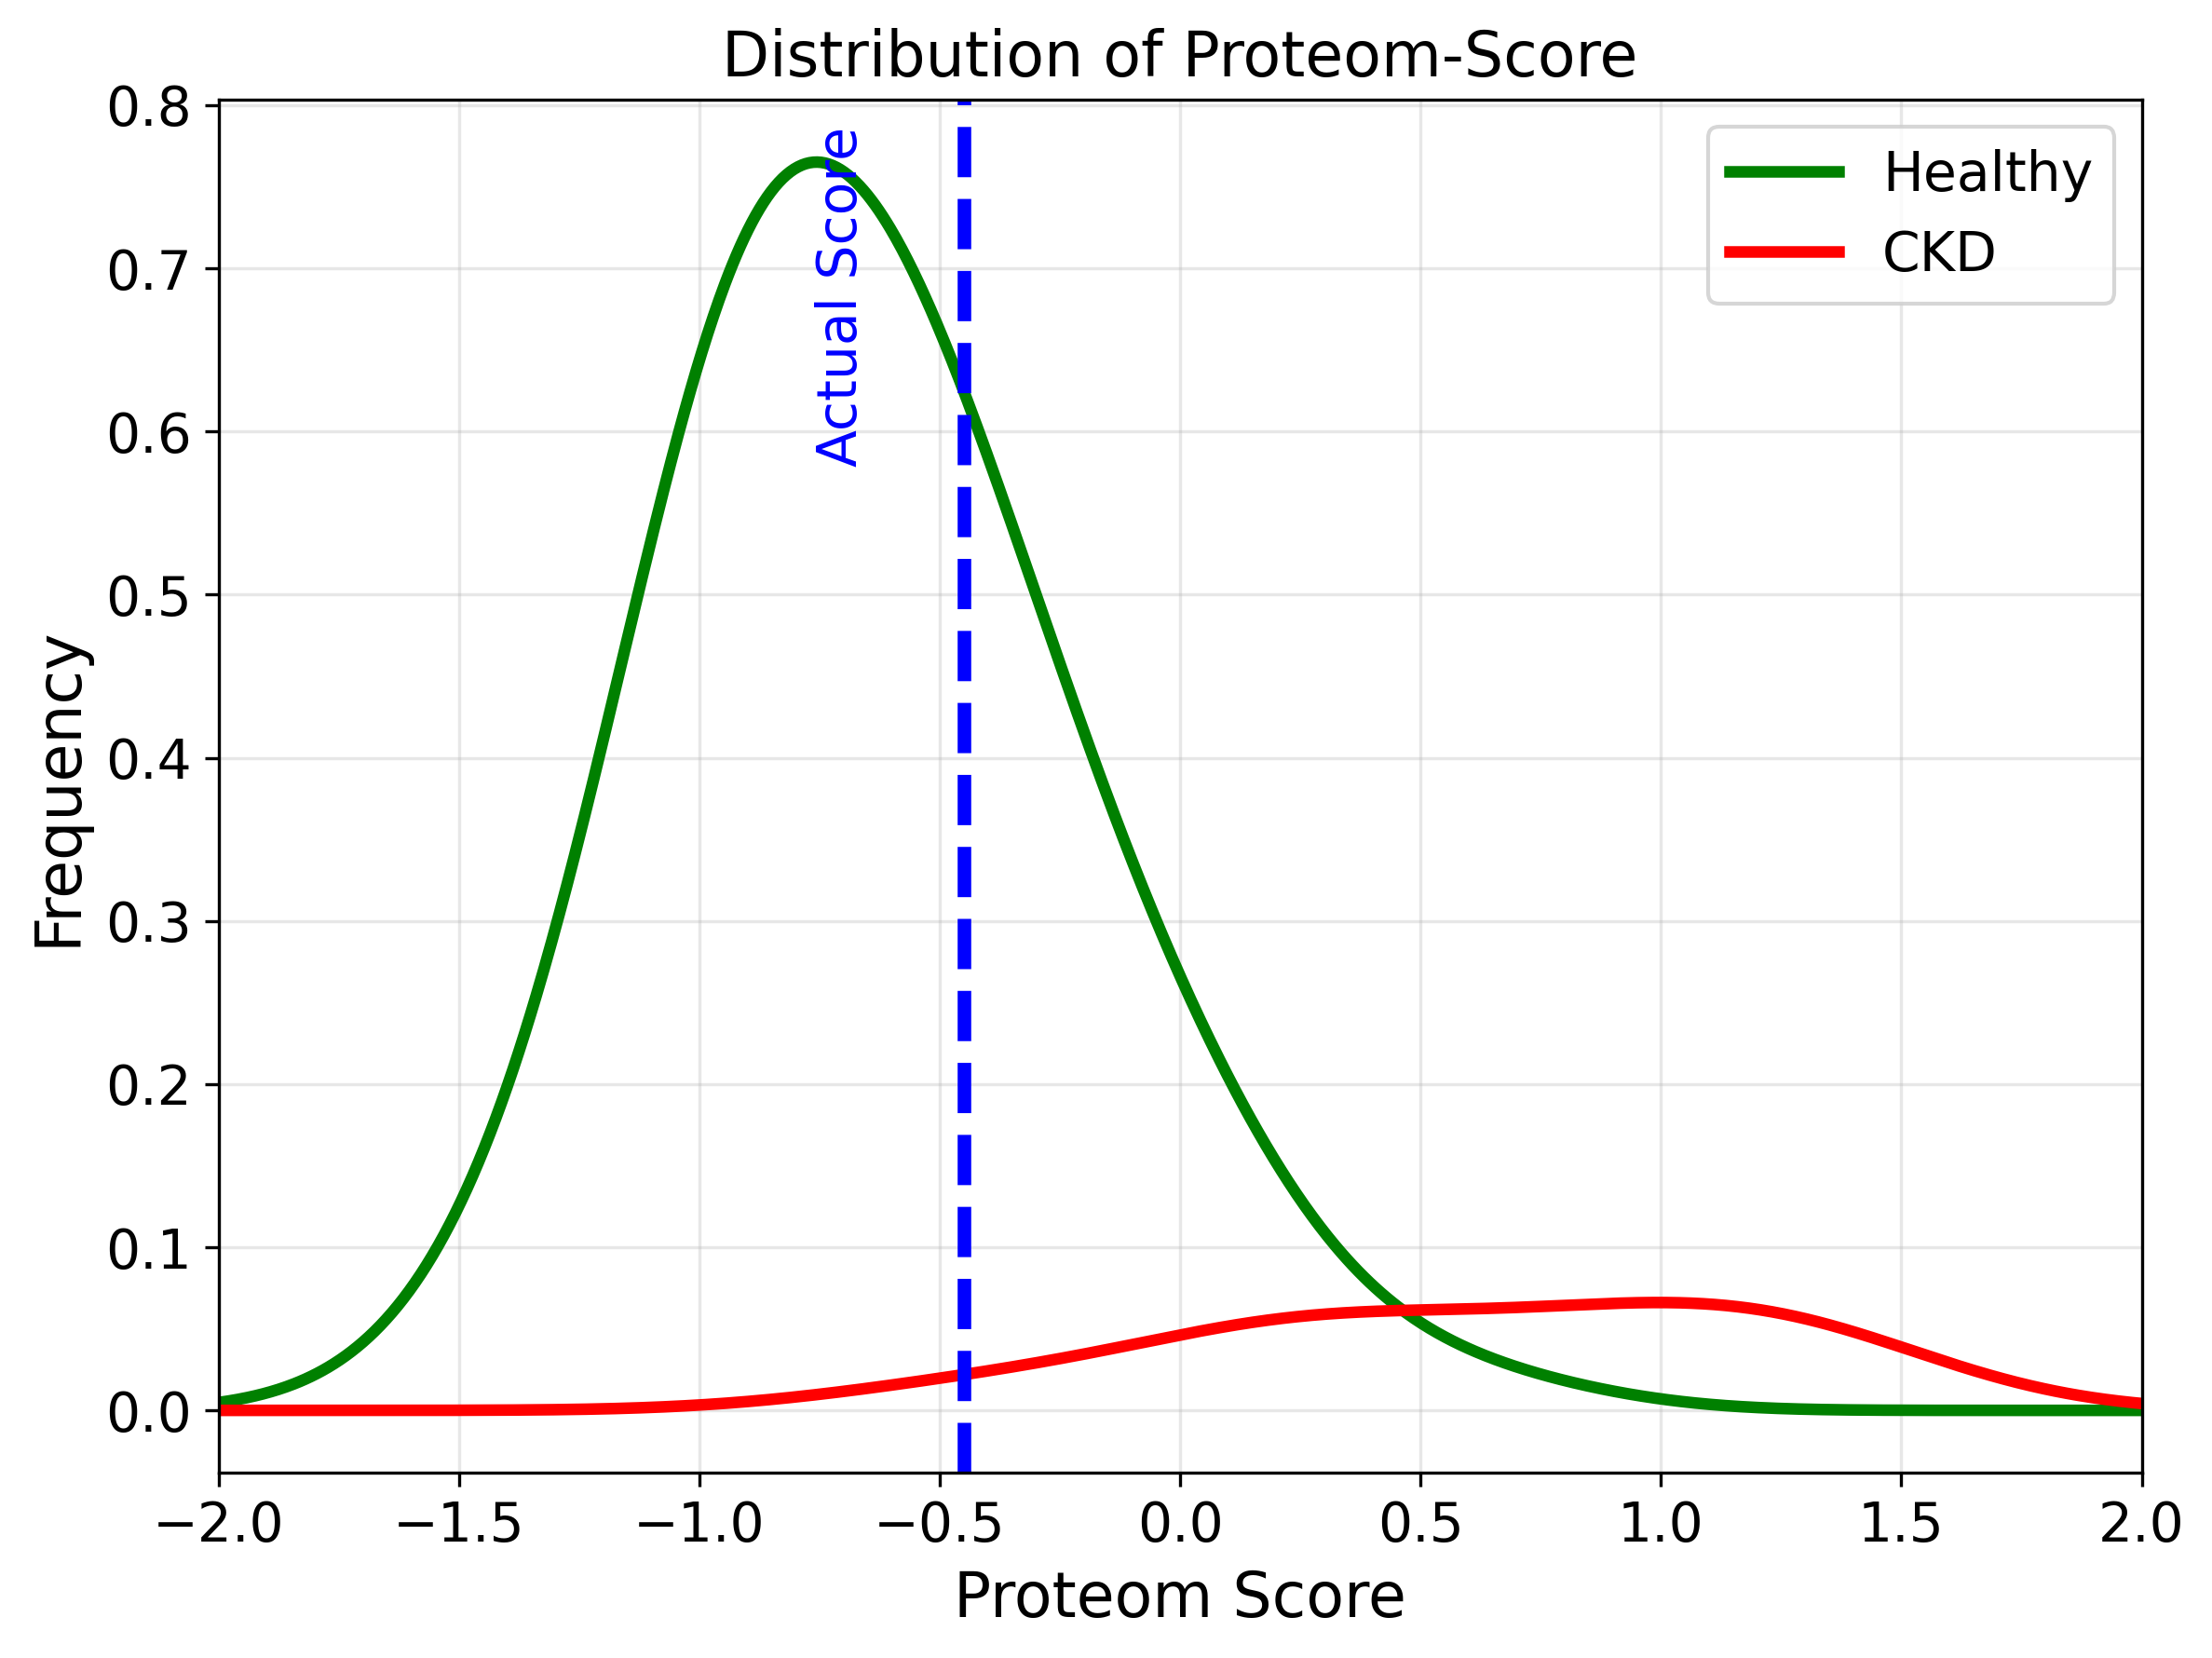 Distribution of Proteom-Score
Actual Score
Healthy
CKD
Frequency
0.8
0.7
0.6
0.5
0.4
0.3
0.2
0.1
0.0
−2.0 −1.5 −1.0 −0.5 0.0 0.5 1.0 1.5 2.0
Proteom Score